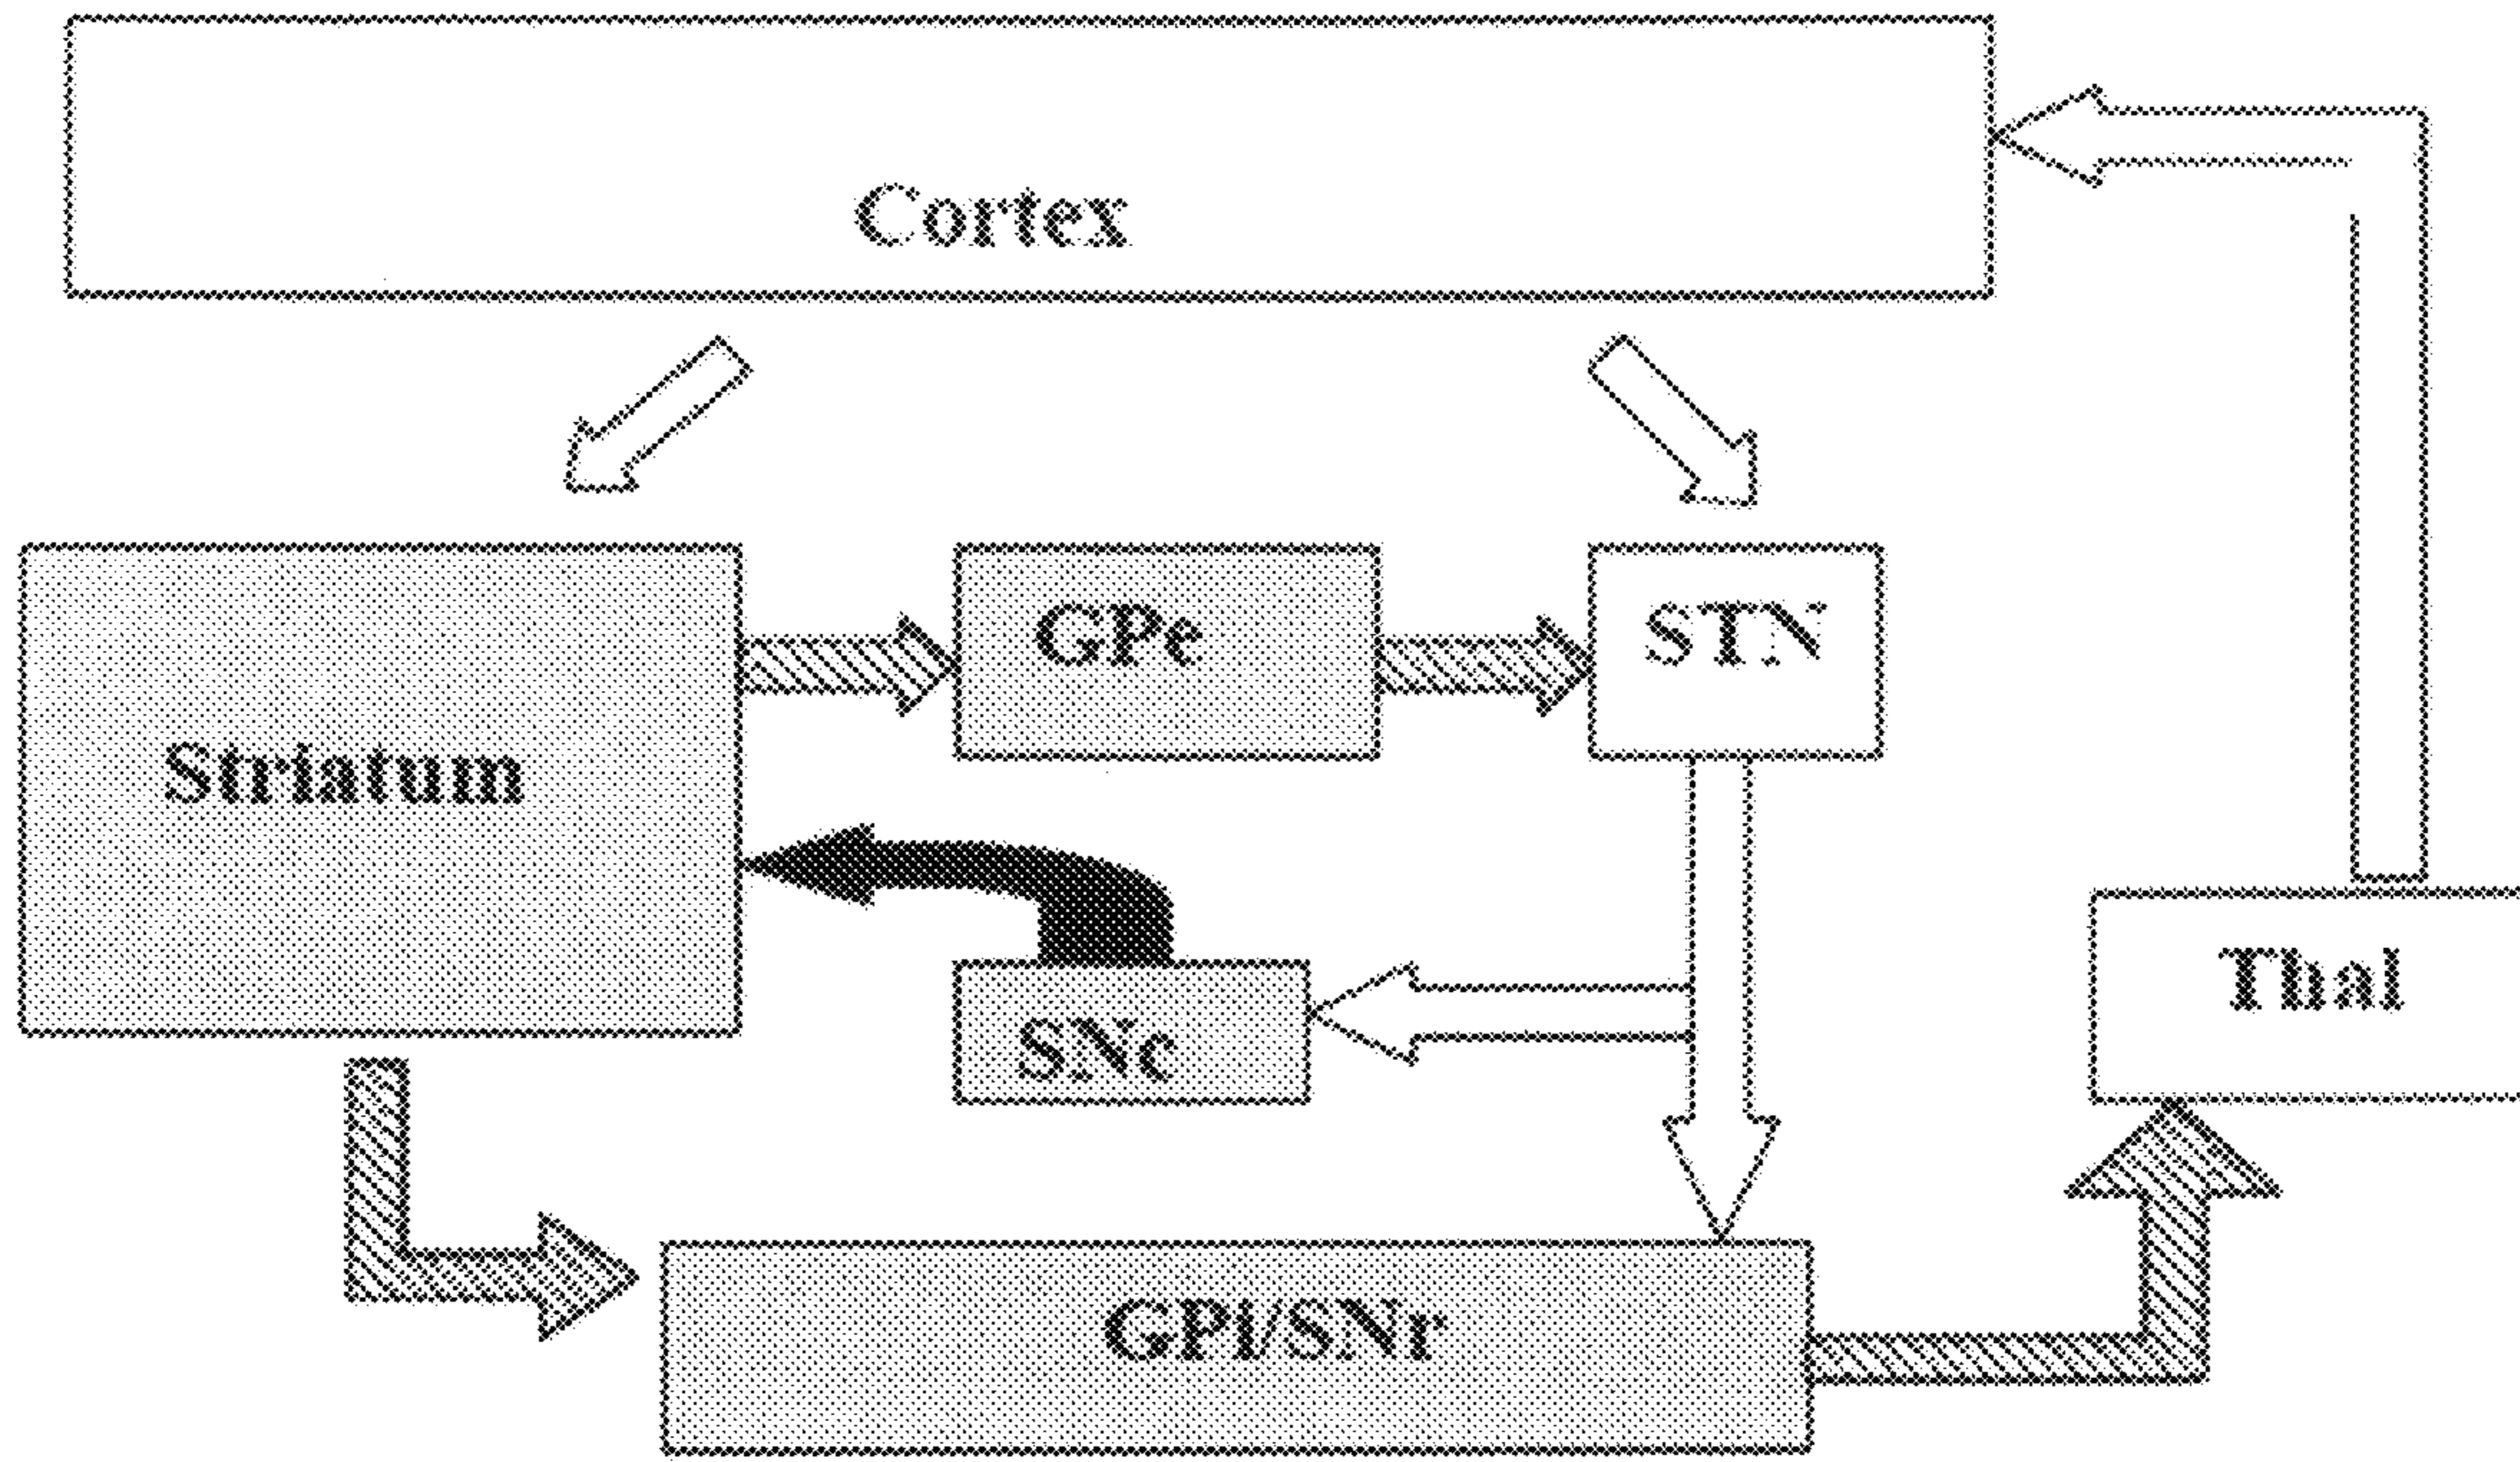 Cortex
GPe
STN
Striatum
Thal
SNc
GPi/SNr